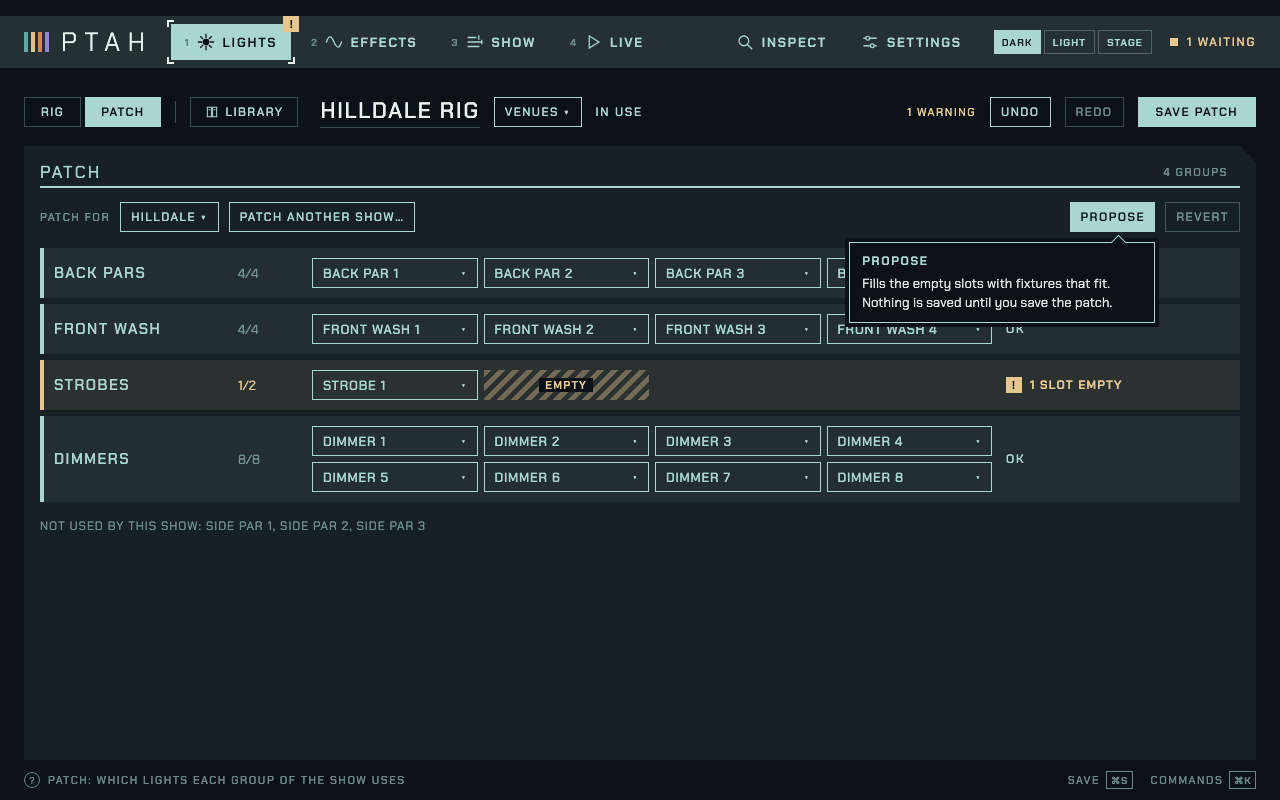 PTAH
1 LIGHTS !
2 EFFECTS
3 SHOW
4 LIVE
INSPECT
SETTINGS
DARK
LIGHT
STAGE
1 WAITING
RIG
PATCH
LIBRARY
HILLDALE RIG
VENUES
IN USE
1 WARNING
UNDO
REDO
SAVE PATCH
PATCH
4 GROUPS
PATCH FOR
HILLDALE
PATCH ANOTHER SHOW…
PROPOSE
REVERT
BACK PARS
4/4
BACK PAR 1
BACK PAR 2
BACK PAR 3
PROPOSE
Fills the empty slots with fixtures that fit.
Nothing is saved until you save the patch.
FRONT WASH
4/4
FRONT WASH 1
FRONT WASH 2
FRONT WASH 3
FRONT WASH 4
OK
STROBES
1/2
STROBE 1
EMPTY
! 1 SLOT EMPTY
DIMMERS
8/8
DIMMER 1
DIMMER 2
DIMMER 3
DIMMER 4
DIMMER 5
DIMMER 6
DIMMER 7
DIMMER 8
OK
NOT USED BY THIS SHOW: SIDE PAR 1, SIDE PAR 2, SIDE PAR 3
? PATCH: WHICH LIGHTS EACH GROUP OF THE SHOW USES
SAVE ⌘S
COMMANDS ⌘K